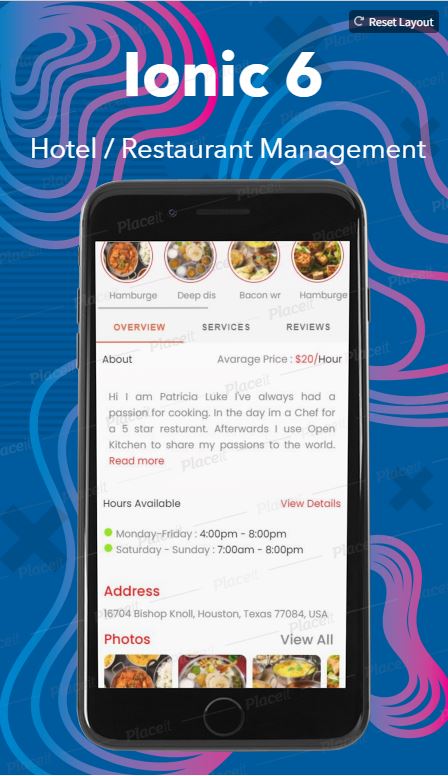 Reset Layout
Ionic 6
Hotel / Restaurant Management
Hamburge
Deep dis
Bacon wr
Hamburge
OVERVIEW
SERVICES
REVIEWS
About
Avarage Price : $20/Hour
Hi I am Patricia Luke I've always had a
passion for cooking. In the day im a Chef for
a 5 star resturant. Afterwards I use Open
Kitchen to share my passions to the world.
Read more
Hours Available
View Details
Monday-Friday : 4:00pm - 8:00pm
Saturday - Sunday : 7:00am - 8:00pm
Address
16704 Bishop Knoll, Houston, Texas 77084, USA
Photos
View All
Placeit